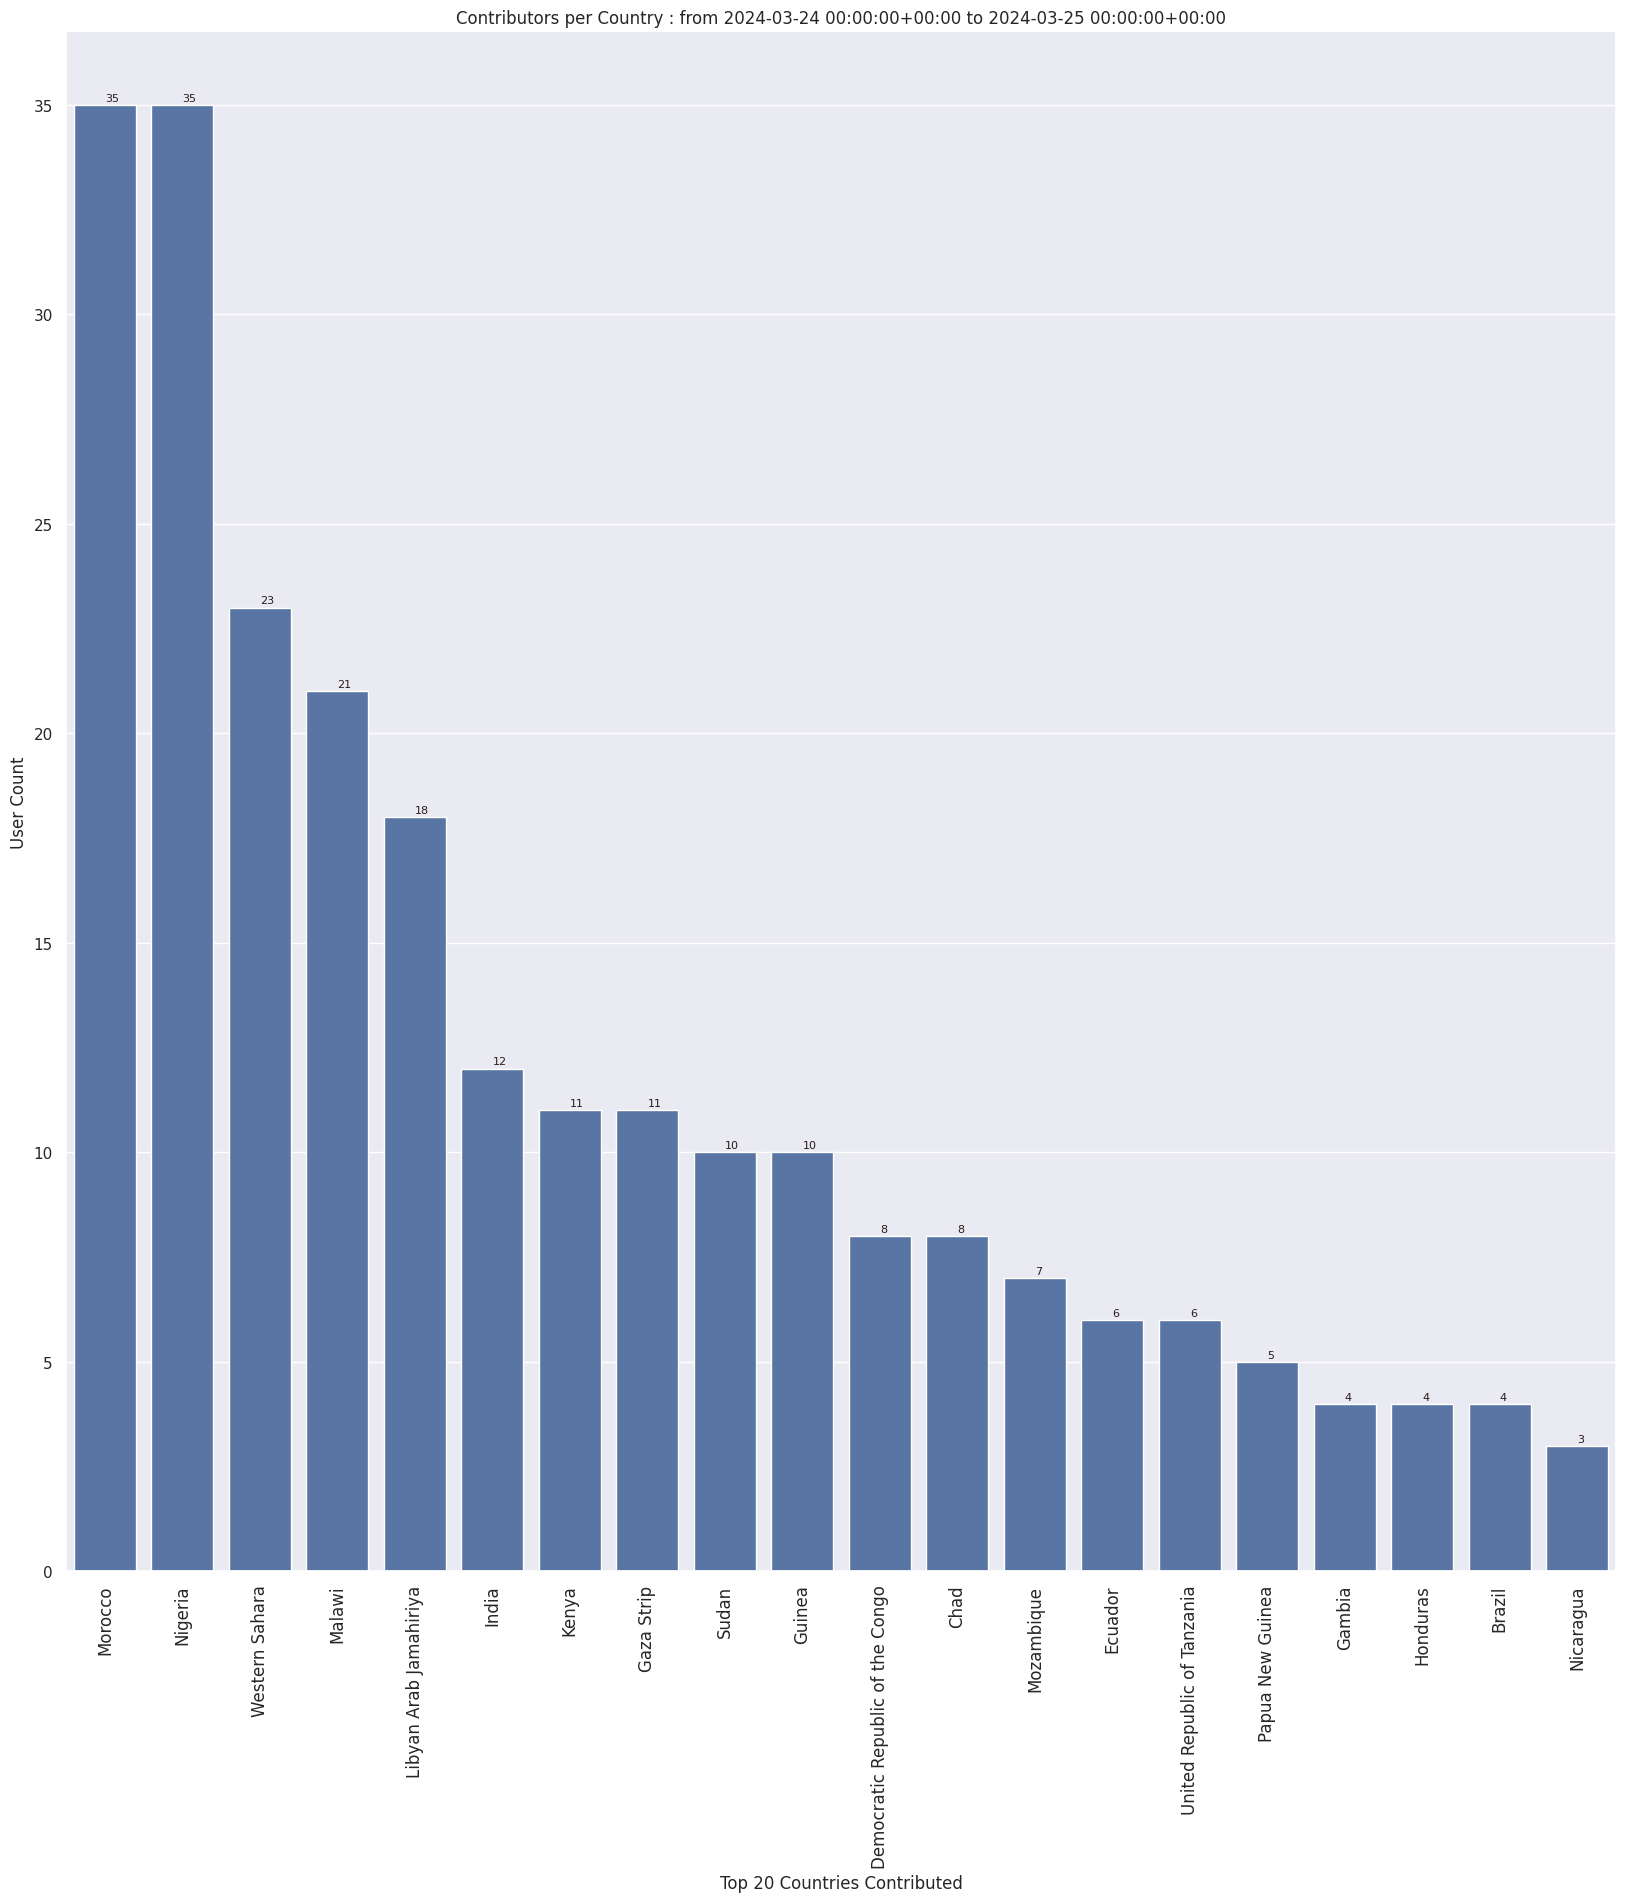 Contributors per Country : from 2024-03-24 00:00:00+00:00 to 2024-03-25 00:00:00+00:00
User Count
35
30
25
20
15
10
5
0
35
35
23
21
18
12
11
11
10
10
8
8
7
6
6
5
4
4
4
3
Morocco
Nigeria
Western Sahara
Malawi
Libyan Arab Jamahiriya
India
Kenya
Gaza Strip
Sudan
Guinea
Democratic Republic of the Congo
Chad
Mozambique
Ecuador
United Republic of Tanzania
Papua New Guinea
Gambia
Honduras
Brazil
Nicaragua
Top 20 Countries Contributed